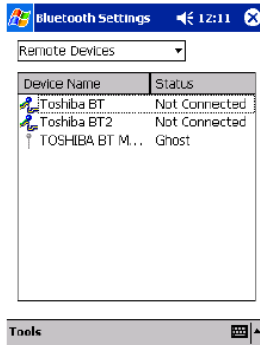 Bluetooth Settings 12:11
Remote Devices
Device Name Status
Toshiba BT Not Connected
Toshiba BT2 Not Connected
TOSHIBA BT M... Ghost
Tools